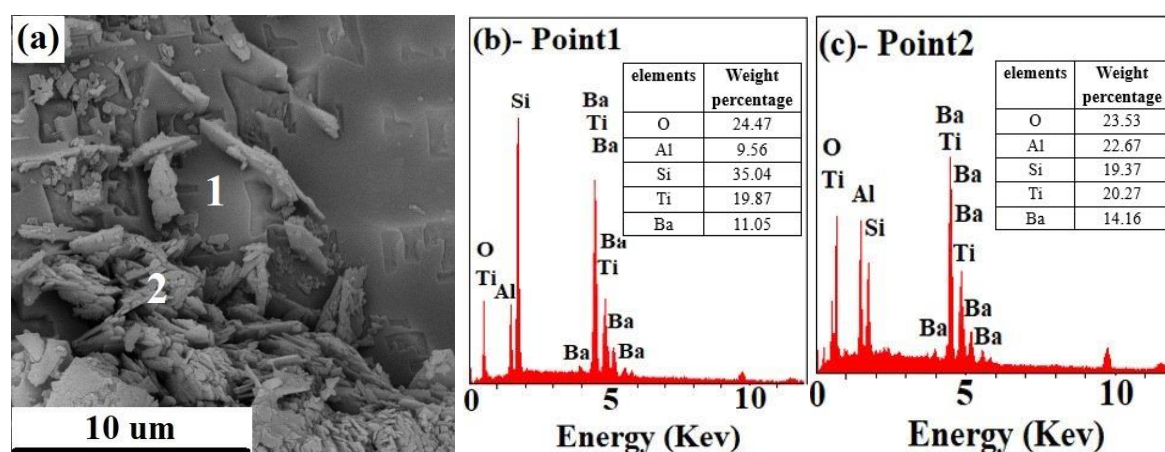 (a)
1
2
10 um
(b)- Point1
elements Weight percentage
O 24.47
Al 9.56
Si 35.04
Ti 19.87
Ba 11.05
Si
Ba
Ti
Ba
O
Ti
Al
Ba
Ti
Ba
Ba
Ba
0 5 10
Energy (Kev)
(c)- Point2
elements Weight percentage
O 23.53
Al 22.67
Si 19.37
Ti 20.27
Ba 14.16
O
Ti
Al
Si
Ba
Ti
Ba
Ba
Ti
Ba
Ba
Ba
0 5 10
Energy (Kev)